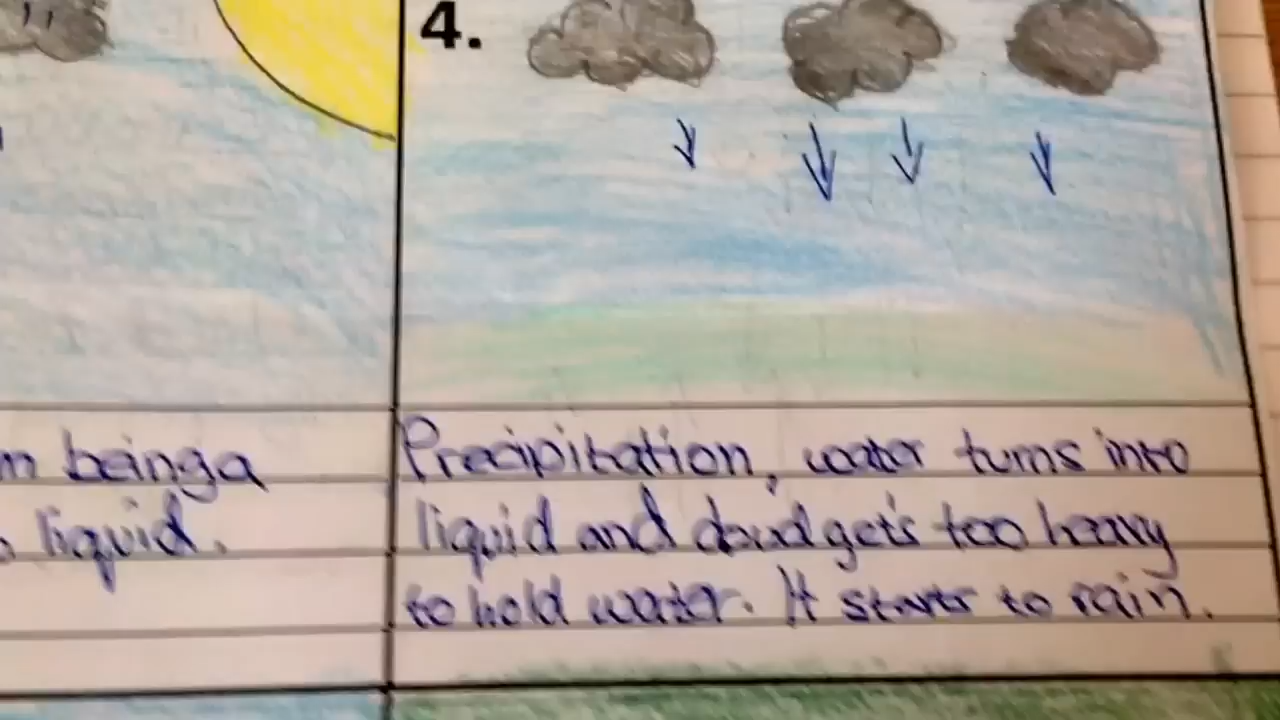 4.
m being a
liquid.
Precipitation, water turns into
liquid and cloud gets too heavy
to hold water. It starts to rain.